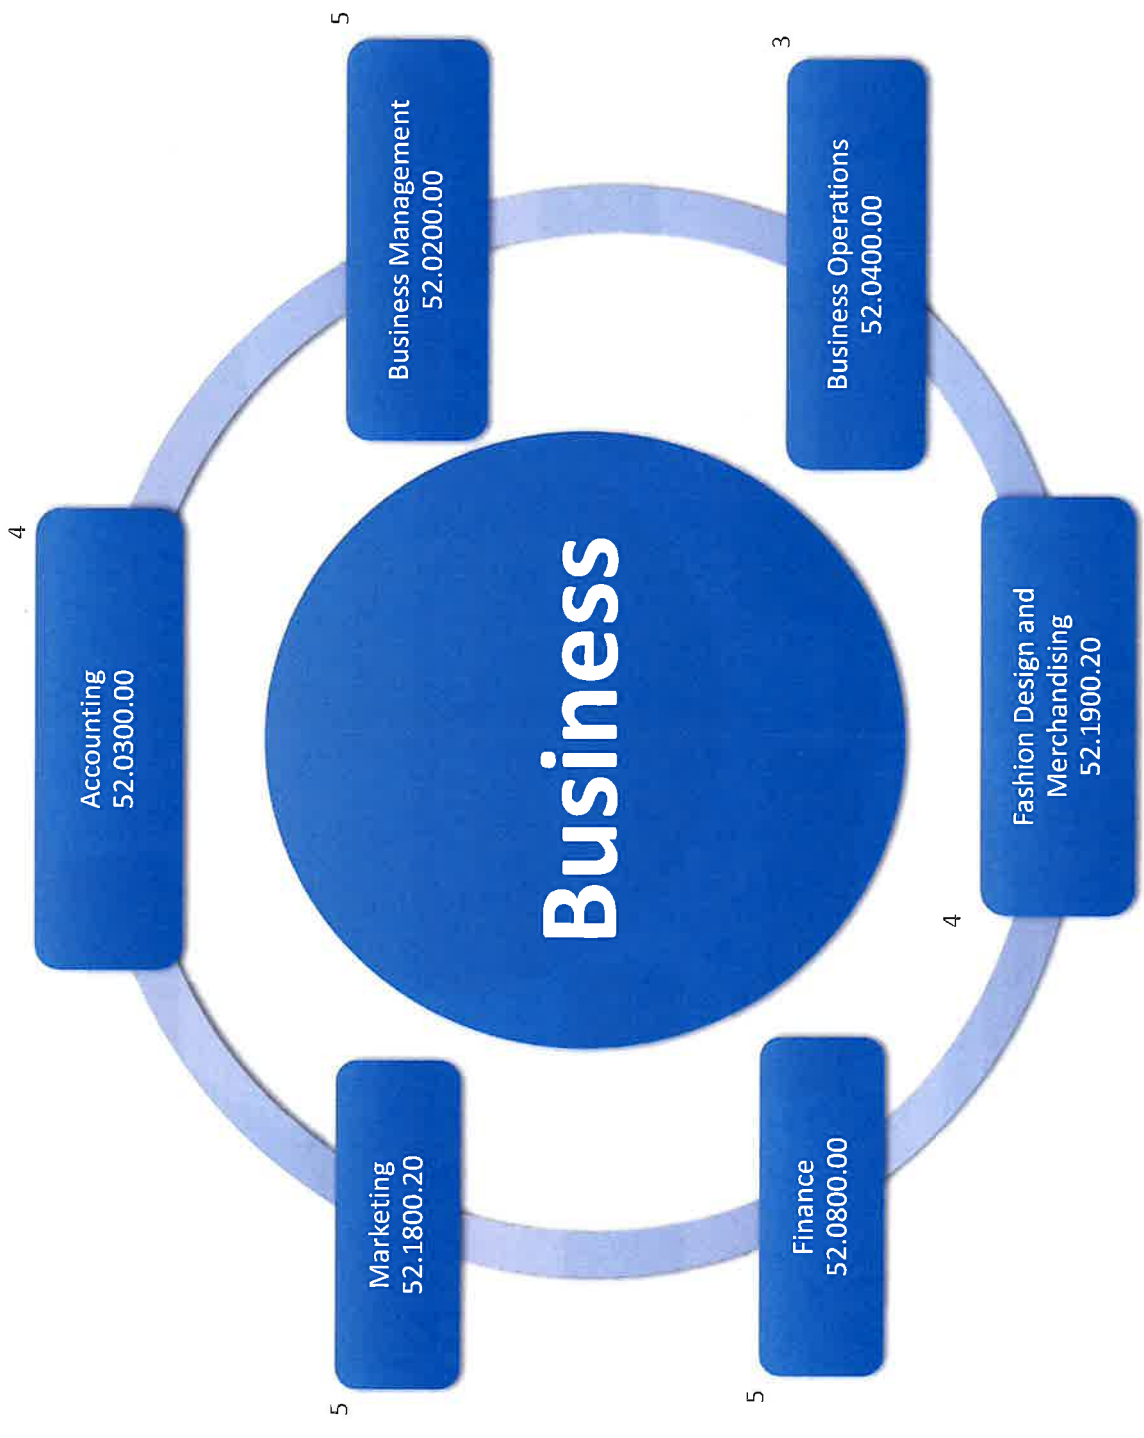 4
Accounting
52.0300.00
5
Business Management
52.0200.00
3
Business Operations
52.0400.00
4
Fashion Design and
Merchandising
52.1900.20
5
Finance
52.0800.00
5
Marketing
52.1800.20
Business